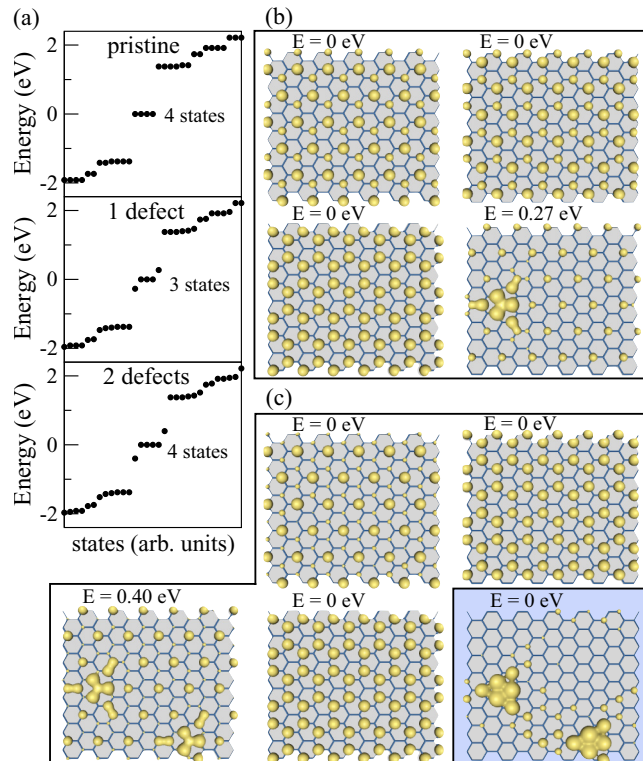 (a)
2
pristine
0
4 states
-2
Energy (eV)
2
1 defect
0
3 states
-2
Energy (eV)
2
2 defects
0
4 states
-2
Energy (eV)
states (arb. units)
(b)
E = 0 eV
E = 0 eV
E = 0 eV
E = 0.27 eV
(c)
E = 0 eV
E = 0 eV
E = 0.40 eV
E = 0 eV
E = 0 eV